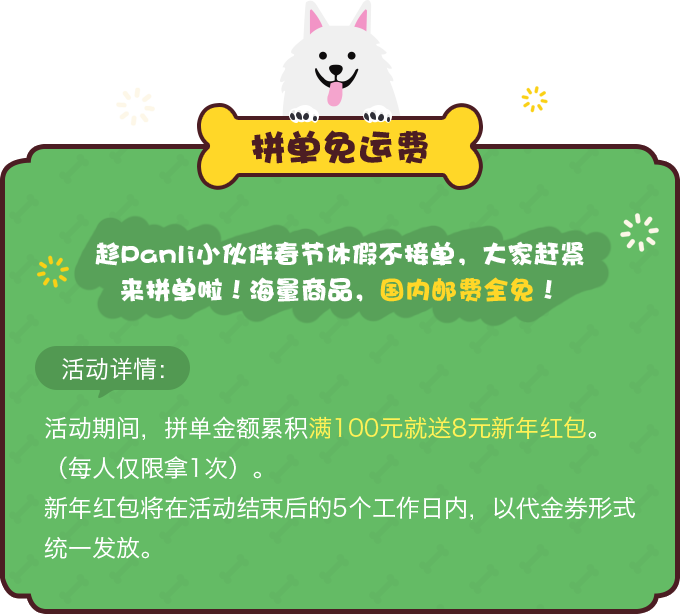 拼单免运费
趁Panli小伙伴春节休假不接单，大家赶紧
来拼单啦！海量商品，国内邮费全免！
活动详情：
活动期间，拼单金额累积满100元就送8元新年红包。
（每人仅限拿1次）。
新年红包将在活动结束后的5个工作日内，以代金券形式
统一发放。